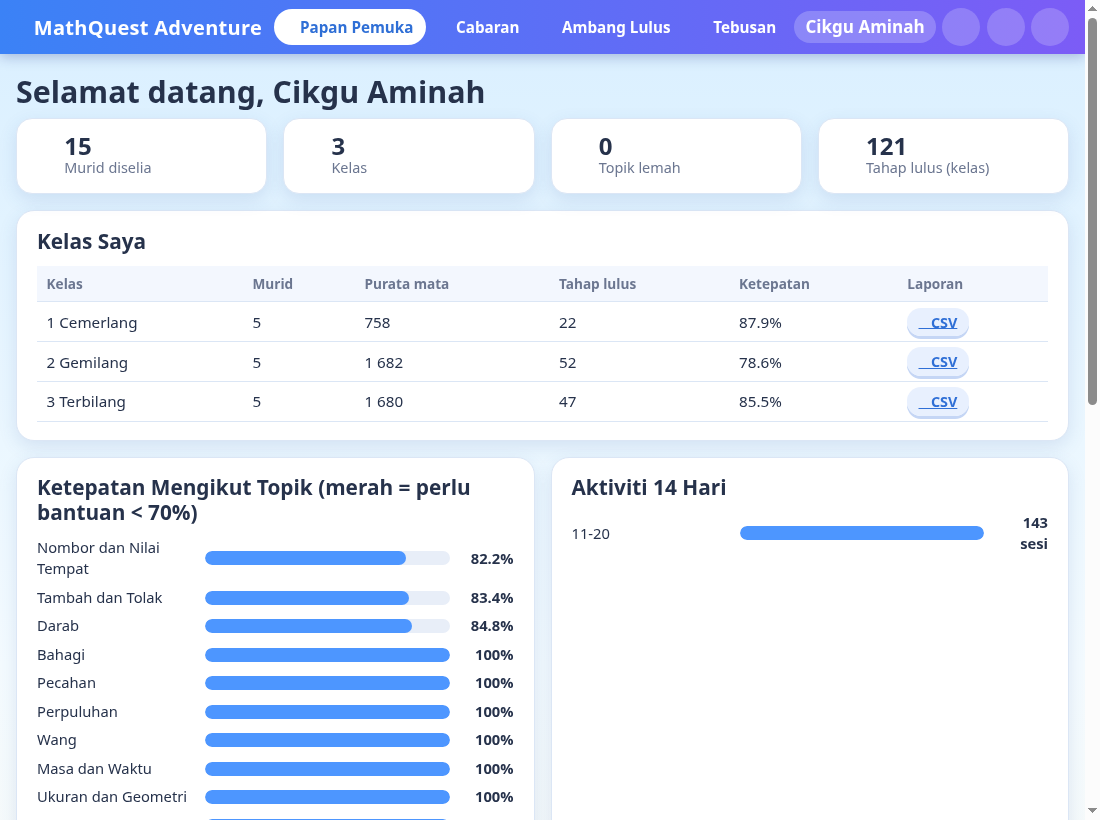 MathQuest Adventure
Papan Pemuka
Cabaran
Ambang Lulus
Tebusan
Cikgu Aminah
Selamat datang, Cikgu Aminah
15
Murid diselia
3
Kelas
0
Topik lemah
121
Tahap lulus (kelas)
Kelas Saya
Kelas Murid Purata mata Tahap lulus Ketepatan Laporan
1 Cemerlang 5 758 22 87.9% CSV
2 Gemilang 5 1 682 52 78.6% CSV
3 Terbilang 5 1 680 47 85.5% CSV
Ketepatan Mengikut Topik (merah = perlu
bantuan < 70%)
Nombor dan Nilai
Tempat
82.2%
Tambah dan Tolak 83.4%
Darab 84.8%
Bahagi 100%
Pecahan 100%
Perpuluhan 100%
Wang 100%
Masa dan Waktu 100%
Ukuran dan Geometri 100%
Aktiviti 14 Hari
11-20
143
sesi